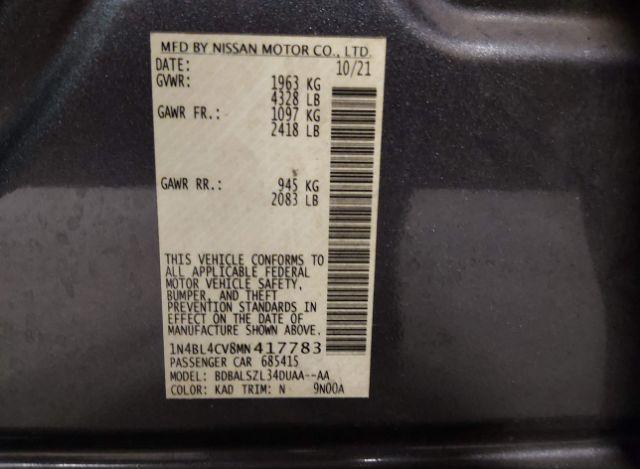 MFD BY NISSAN MOTOR CO., LTD.
DATE: 10/21
GVWR: 1963 KG
4328 LB
GAWR FR.: 1097 KG
2418 LB
GAWR RR.: 945 KG
2083 LB
THIS VEHICLE CONFORMS TO
ALL APPLICABLE FEDERAL
MOTOR VEHICLE SAFETY,
BUMPER, AND THEFT
PREVENTION STANDARDS IN
EFFECT ON THE DATE OF
MANUFACTURE SHOWN ABOVE.
1N4BL4CV8MN417783
PASSENGER CAR 685415
MODEL: BDBALSZL34DUAA--AA
COLOR: KAD TRIM: N 9N00A